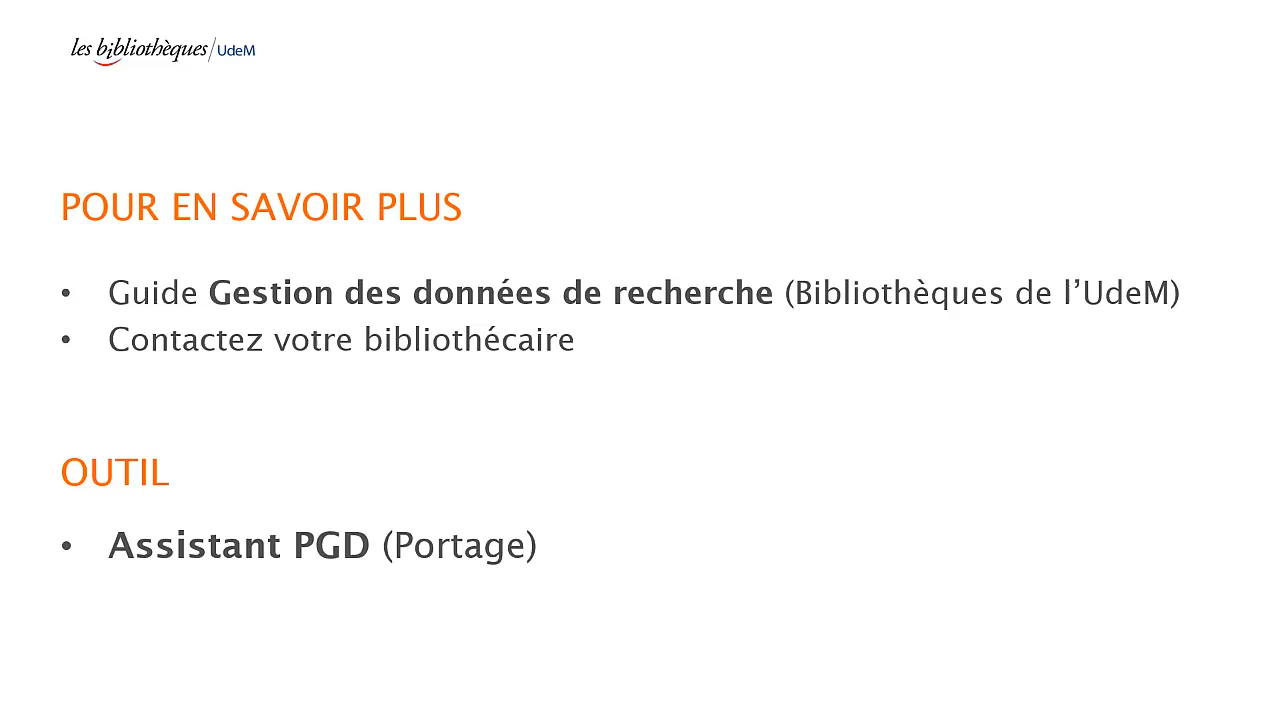 les bibliothèques/UdeM
POUR EN SAVOIR PLUS
• Guide Gestion des données de recherche (Bibliothèques de l’UdeM)
• Contactez votre bibliothécaire
OUTIL
• Assistant PGD (Portage)